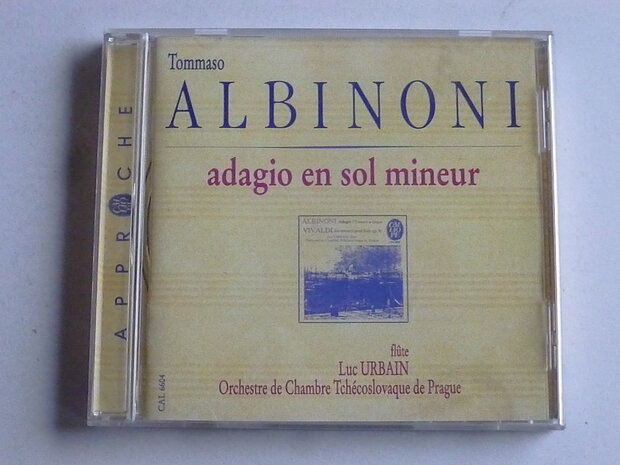 Tommaso
ALBINONI
adagio en sol mineur
ALBINONI
VIVALDI
flûte
Luc URBAIN
Orchestre de Chambre Tchécoslovaque de Prague
APPROCHE
CAL 6604